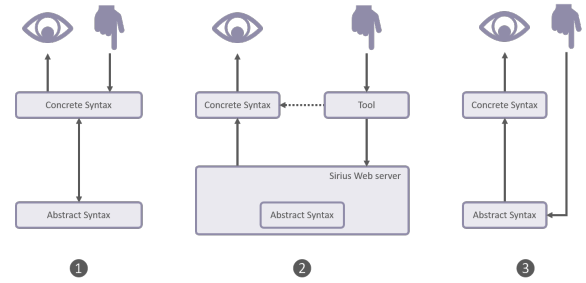 Concrete Syntax
Abstract Syntax
1
Concrete Syntax
Tool
Sirius Web server
Abstract Syntax
2
Concrete Syntax
Abstract Syntax
3